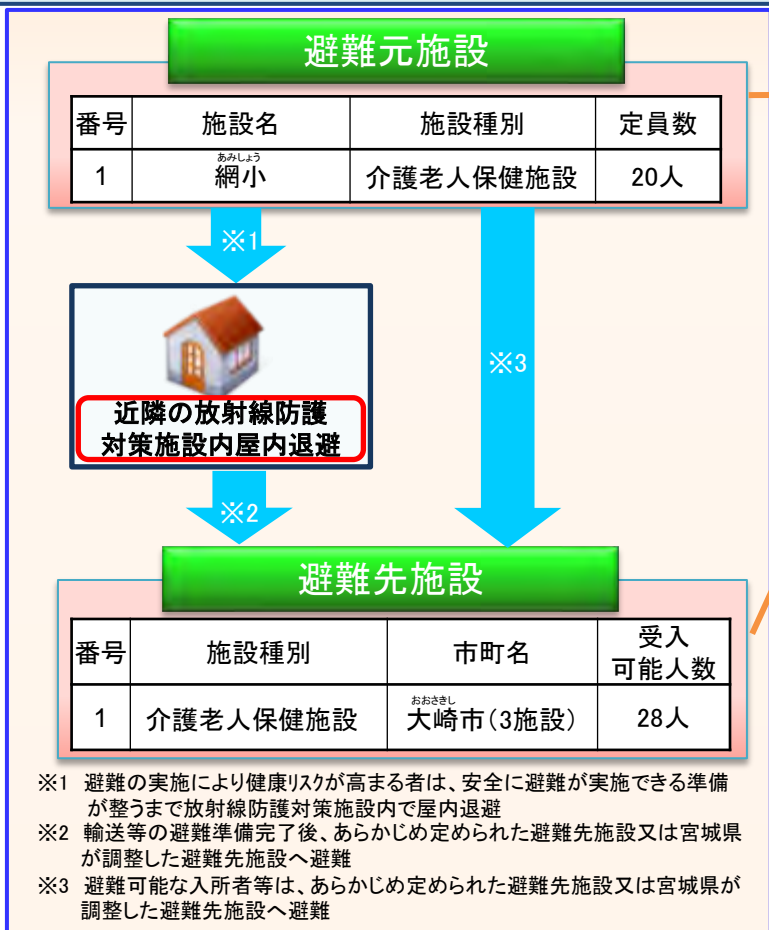 避難元施設
番号 施設名 施設種別 定員数
あみしょう
1 網小 介護老人保健施設 20人
※1
※3
近隣の放射線防護
対策施設内屋内退避
※2
避難先施設
番号 施設種別 市町名 受入
可能人数
おおさきし
1 介護老人保健施設 大崎市(3施設) 28人
※1 避難の実施により健康リスクが高まる者は、安全に避難が実施できる準備
が整うまで放射線防護対策施設内で屋内退避
※2 輸送等の避難準備完了後、あらかじめ定められた避難先施設又は宮城県
が調整した避難先施設へ避難
※3 避難可能な入所者等は、あらかじめ定められた避難先施設又は宮城県が
調整した避難先施設へ避難